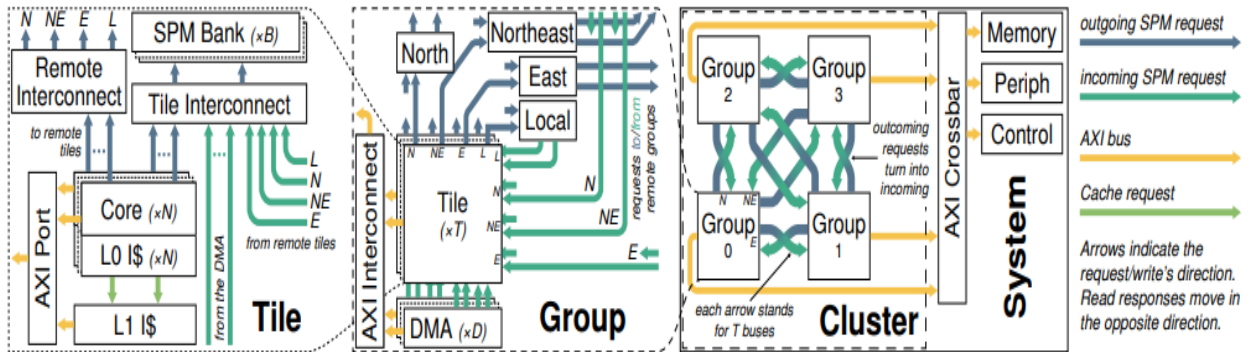 N NE E L
SPM Bank (×B)
Remote
Interconnect
Tile Interconnect
to remote
tiles
...
...
...
L
N
NE
E
from remote tiles
AXI Port
Core (×N)
L0 I$ (×N)
L1 I$
from the DMA
Tile
North
Northeast
East
Local
N NE E L
L
N
NE
E
Tile
(×T)
N
NE
E
requests to/from
remote groups
AXI Interconnect
DMA (×D)
Group
Group
2
Group
3
outcoming
requests
turn into
incoming
N NE
Group
0
E
Group
1
each arrow stands
for T buses
Cluster
AXI Crossbar
Memory
Periph
Control
System
outgoing SPM request
incoming SPM request
AXI bus
Cache request
Arrows indicate the
request/write's direction.
Read responses move in
the opposite direction.